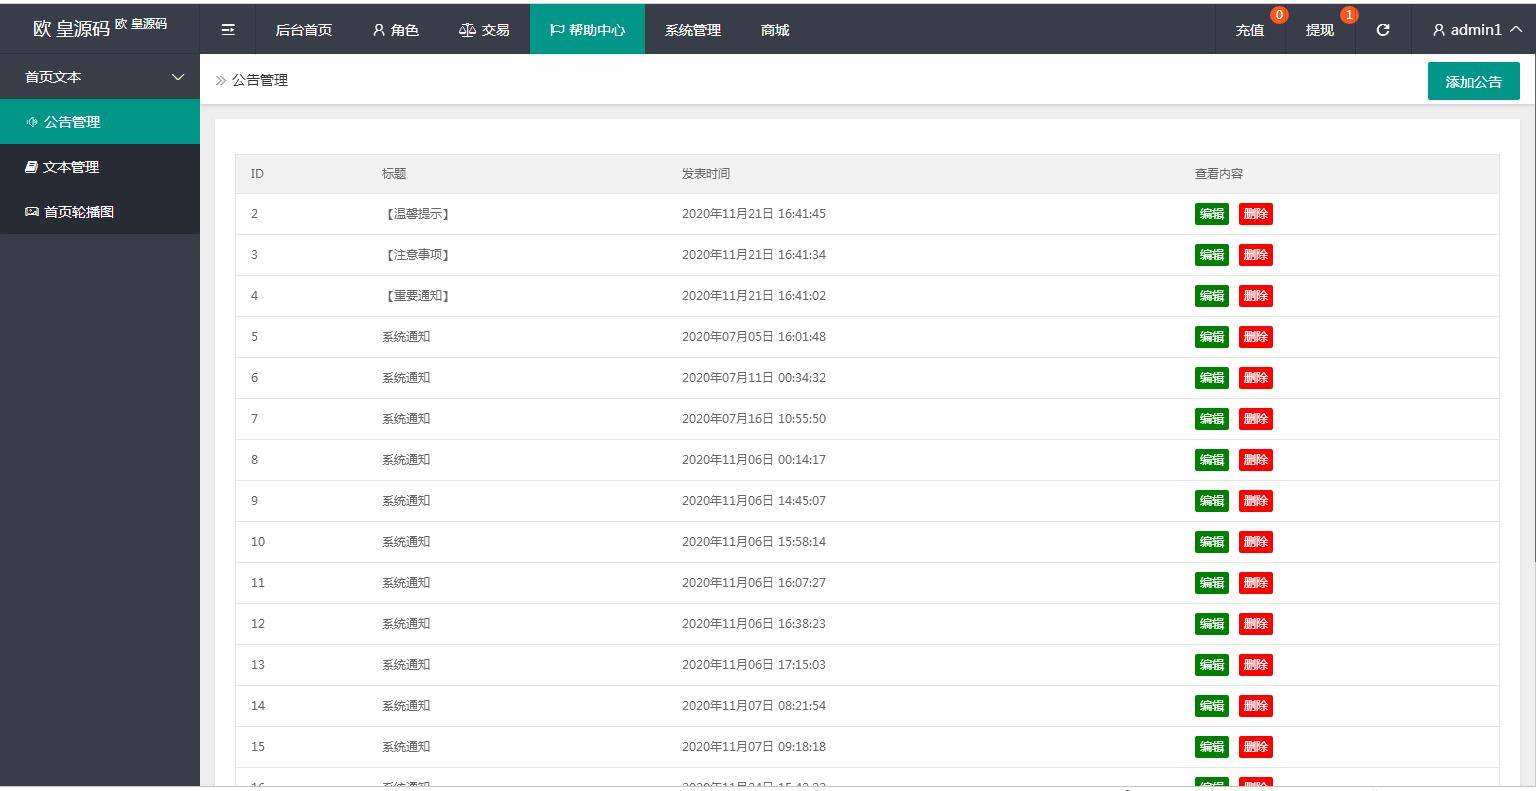 欧 皇源码 欧 皇源码
后台首页 角色 交易 帮助中心 系统管理 商城 充值 0 提现 1 admin1
首页文本
公告管理
文本管理
首页轮播图
公告管理 添加公告
ID 标题 发表时间 查看内容
2 【温馨提示】 2020年11月21日 16:41:45 编辑 删除
3 【注意事项】 2020年11月21日 16:41:34 编辑 删除
4 【重要通知】 2020年11月21日 16:41:02 编辑 删除
5 系统通知 2020年07月05日 16:01:48 编辑 删除
6 系统通知 2020年07月11日 00:34:32 编辑 删除
7 系统通知 2020年07月16日 10:55:50 编辑 删除
8 系统通知 2020年11月06日 00:14:17 编辑 删除
9 系统通知 2020年11月06日 14:45:07 编辑 删除
10 系统通知 2020年11月06日 15:58:14 编辑 删除
11 系统通知 2020年11月06日 16:07:27 编辑 删除
12 系统通知 2020年11月06日 16:38:23 编辑 删除
13 系统通知 2020年11月06日 17:15:03 编辑 删除
14 系统通知 2020年11月07日 08:21:54 编辑 删除
15 系统通知 2020年11月07日 09:18:18 编辑 删除